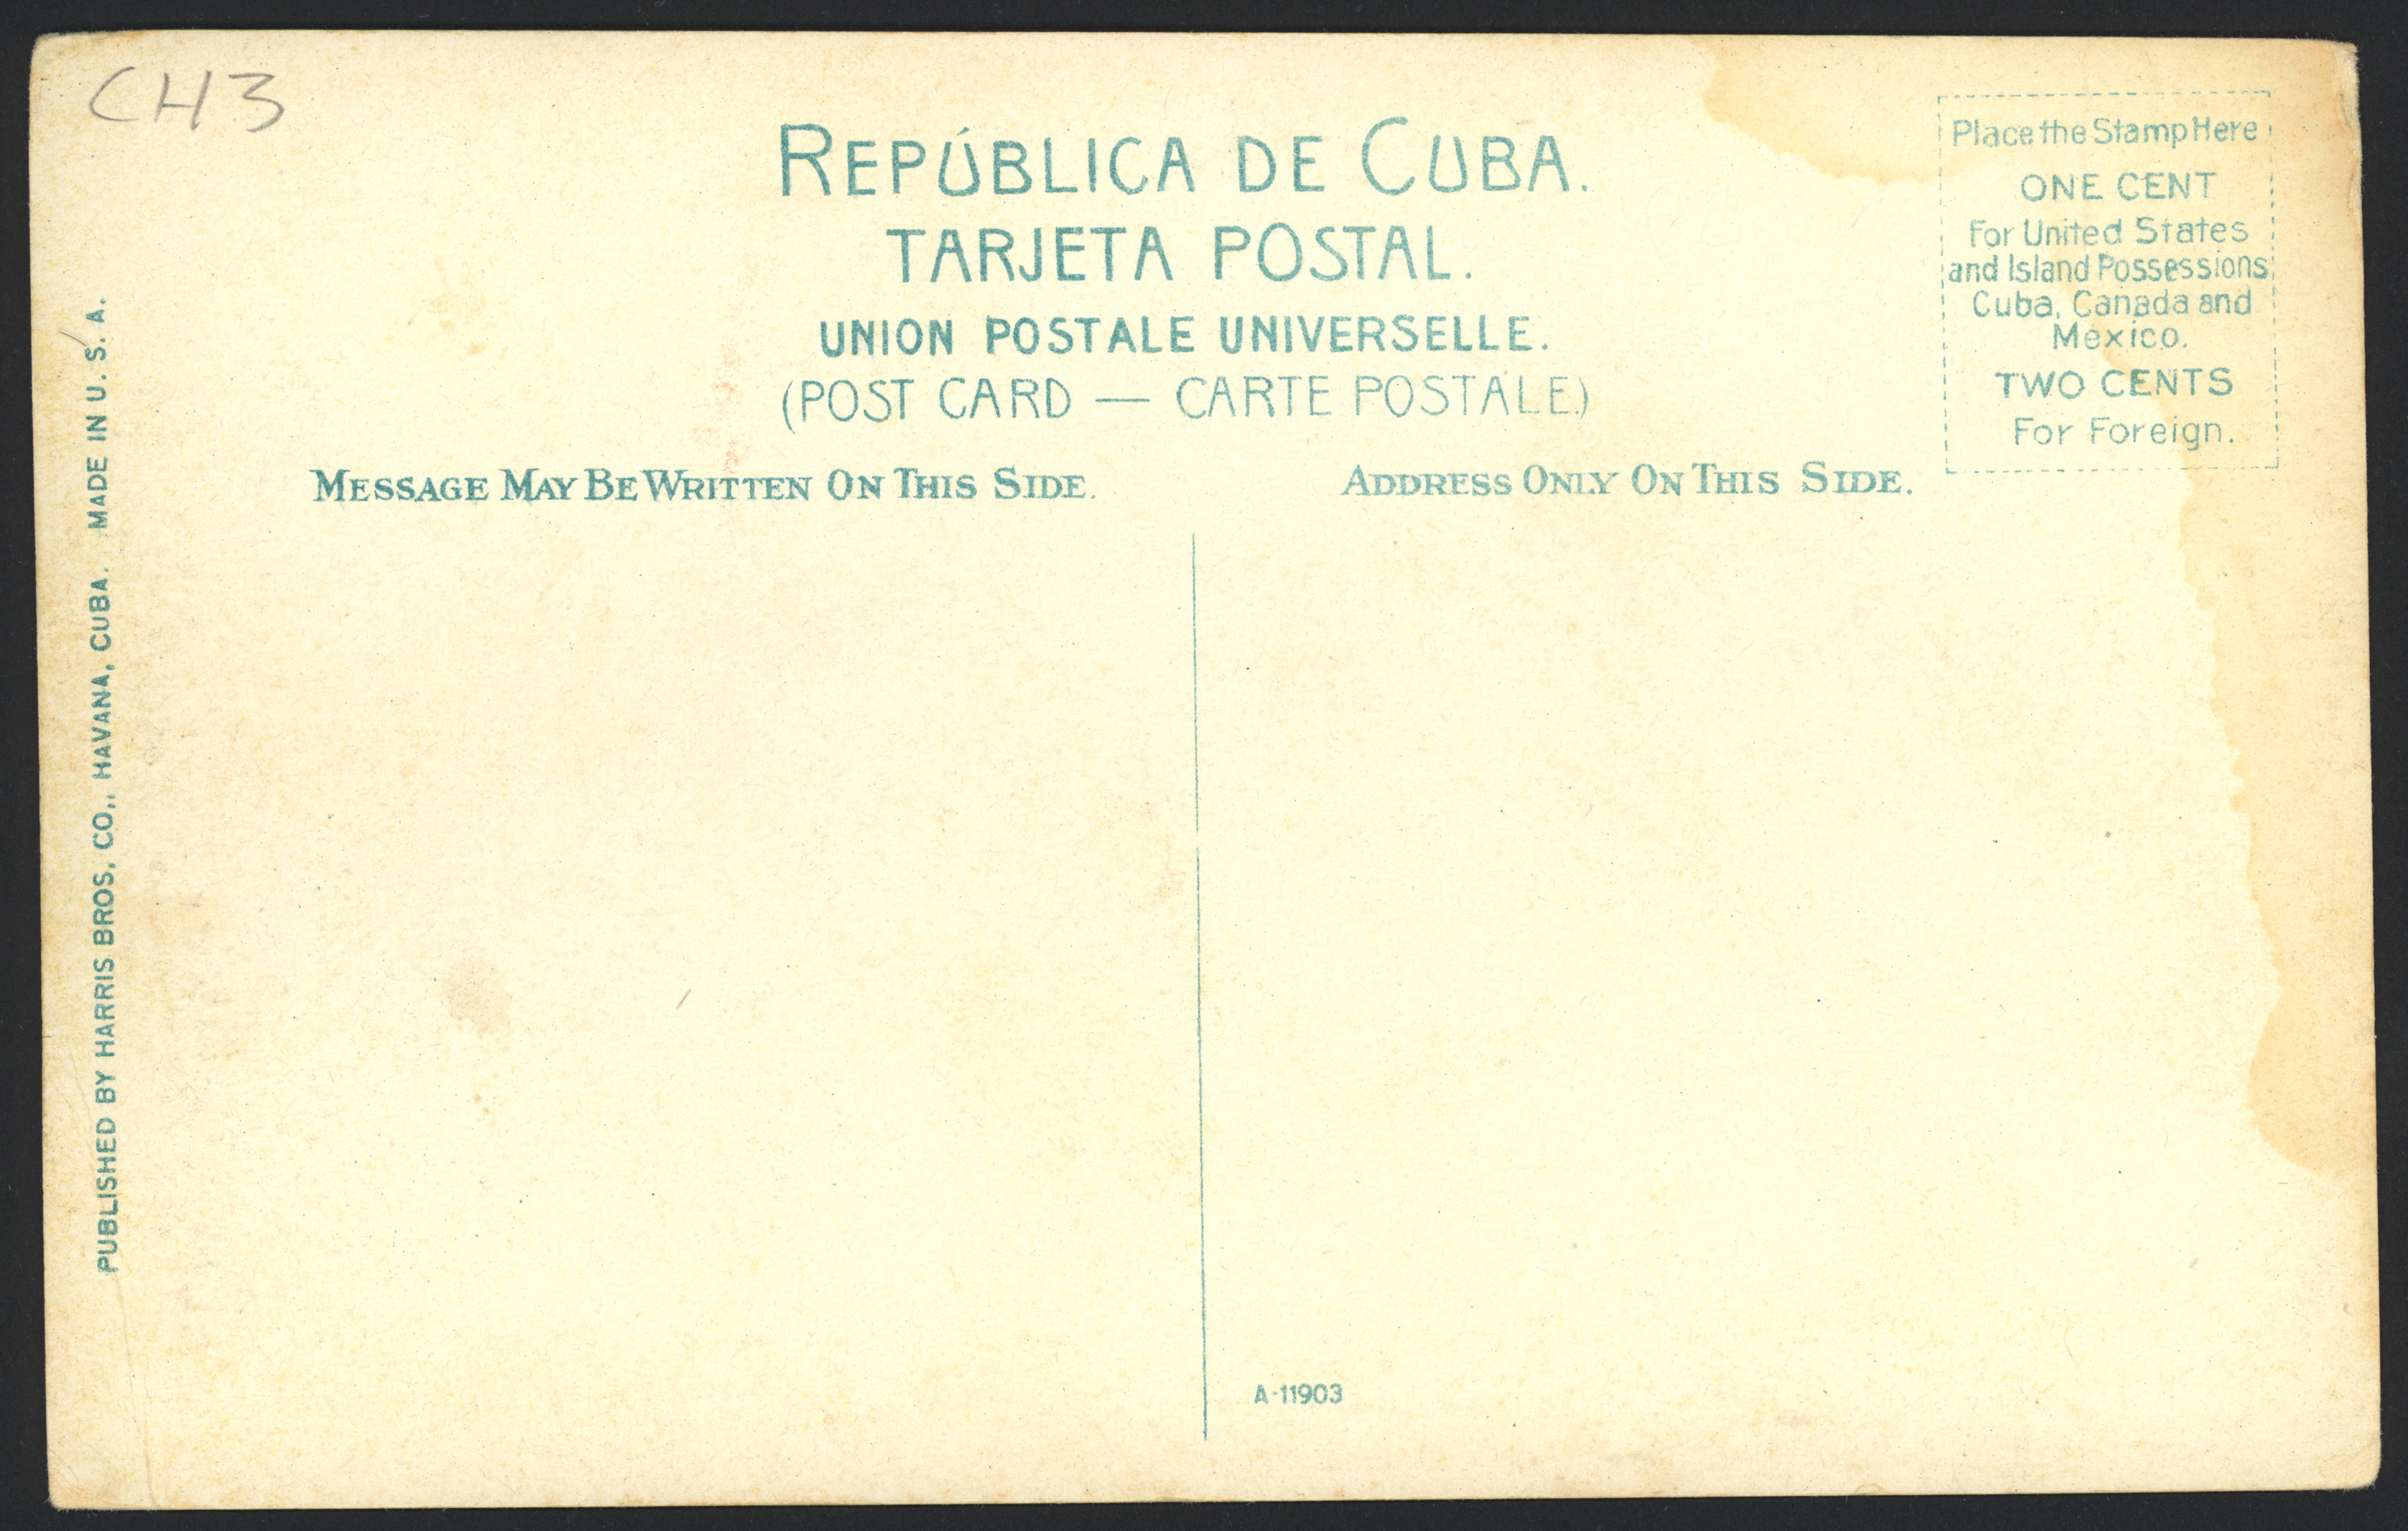 CH3
REPÚBLICA DE CUBA.
TARJETA POSTAL.
UNION POSTALE UNIVERSELLE.
(POST CARD — CARTE POSTALE)
Place the Stamp Here
ONE CENT
For United States
and Island Possessions
Cuba, Canada and
Mexico.
TWO CENTS
For Foreign.
MESSAGE MAY BE WRITTEN ON THIS SIDE.
ADDRESS ONLY ON THIS SIDE.
PUBLISHED BY HARRIS BROS. CO., HAVANA, CUBA. MADE IN U. S. A.
A-11903